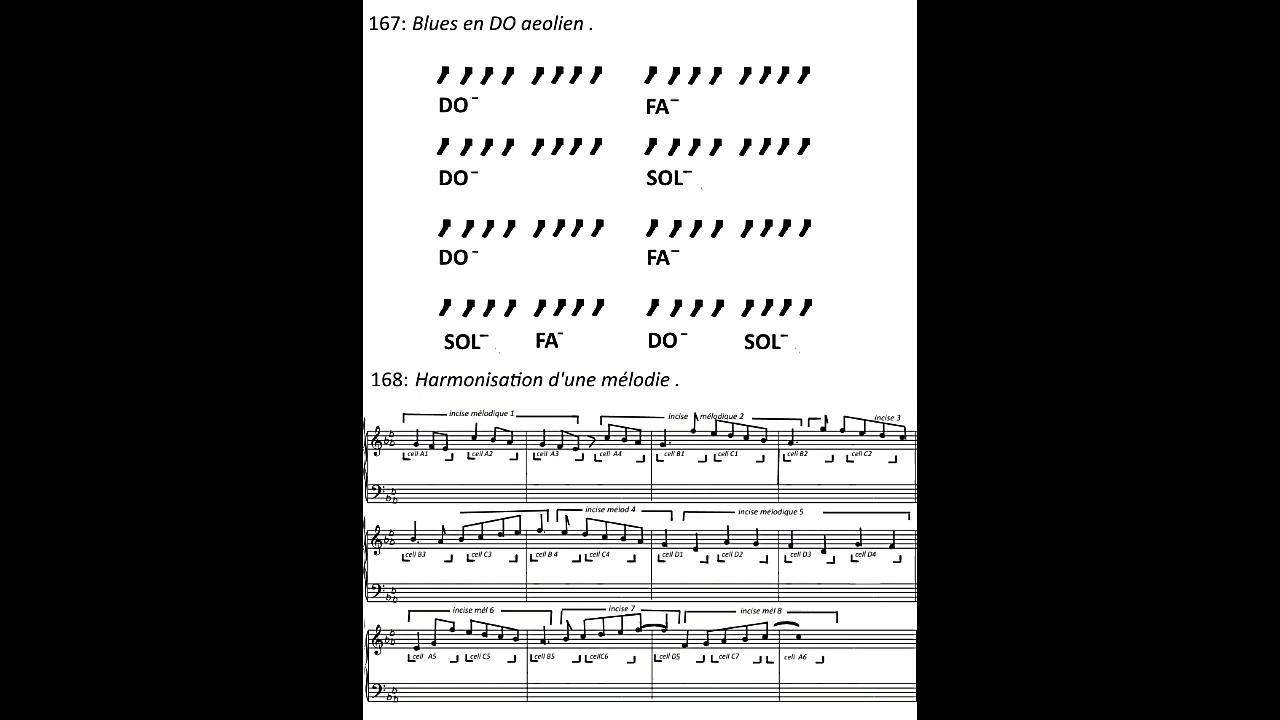 167: Blues en DO aeolien .
DO- FA-
DO- SOL-
DO- FA-
SOL- FA- DO- SOL-
168: Harmonisation d'une mélodie .
incise mélodique 1 incise mélodique 2 incise 3
cell A1 cell A2 cell A3 cell A4 cell B1 cell C1 cell B2 cell C2
incise mélod 4 incise mélodique 5
cell B3 cell C3 cell B 4 cell C4 cell D1 cell D2 cell D3 cell D4
incise mél 6 incise 7 incise mél 8
cell A5 cell C5 cell B5 cellC6 cell D5 cell C7 cell A6